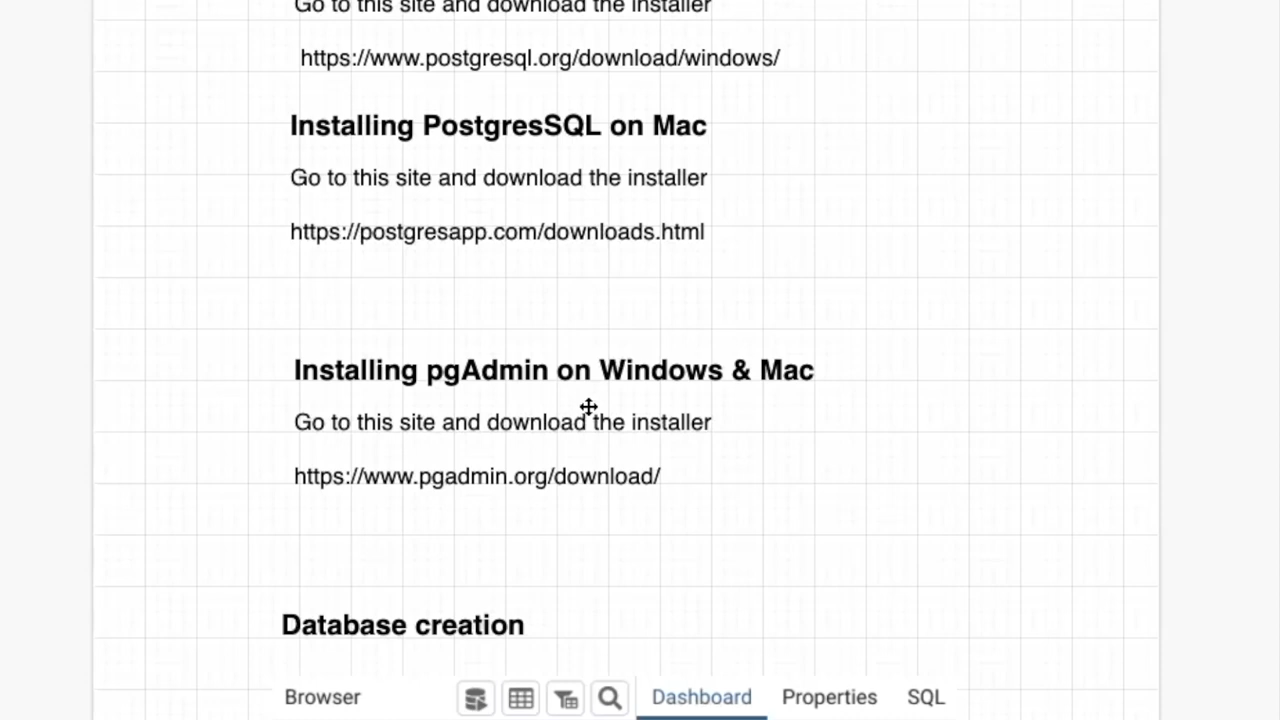 Go to this site and download the installer
https://www.postgresql.org/download/windows/
Installing PostgresSQL on Mac
Go to this site and download the installer
https://postgresapp.com/downloads.html
Installing pgAdmin on Windows & Mac
Go to this site and download the installer
https://www.pgadmin.org/download/
Database creation
Browser Dashboard Properties SQL